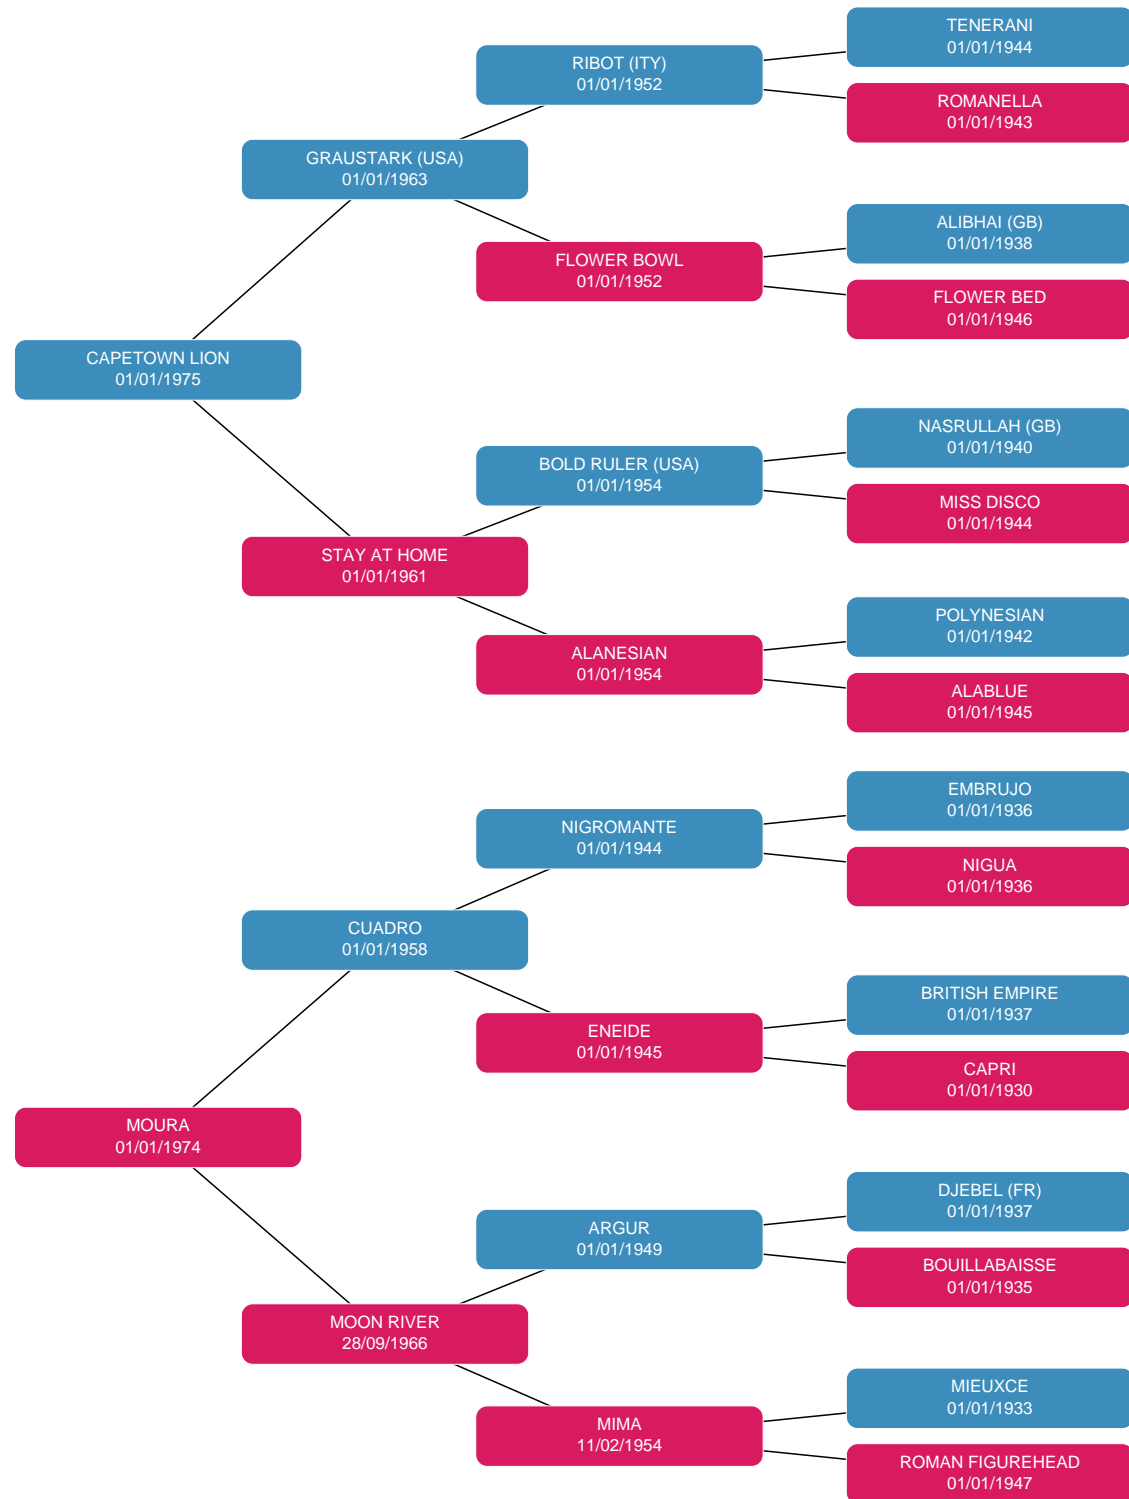 TENERANI
01/01/1944
RIBOT (ITY)
01/01/1952
ROMANELLA
01/01/1943
GRAUSTARK (USA)
01/01/1963
ALIBHAI (GB)
01/01/1938
FLOWER BOWL
01/01/1952
FLOWER BED
01/01/1946
CAPETOWN LION
01/01/1975
NASRULLAH (GB)
01/01/1940
BOLD RULER (USA)
01/01/1954
MISS DISCO
01/01/1944
STAY AT HOME
01/01/1961
POLYNESIAN
01/01/1942
ALANESIAN
01/01/1954
ALABLUE
01/01/1945
EMBRUJO
01/01/1936
NIGROMANTE
01/01/1944
NIGUA
01/01/1936
CUADRO
01/01/1958
BRITISH EMPIRE
01/01/1937
ENEIDE
01/01/1945
CAPRI
01/01/1930
MOURA
01/01/1974
DJEBEL (FR)
01/01/1937
ARGUR
01/01/1949
BOUILLABAISSE
01/01/1935
MOON RIVER
28/09/1966
MIEUXCE
01/01/1933
MIMA
11/02/1954
ROMAN FIGUREHEAD
01/01/1947